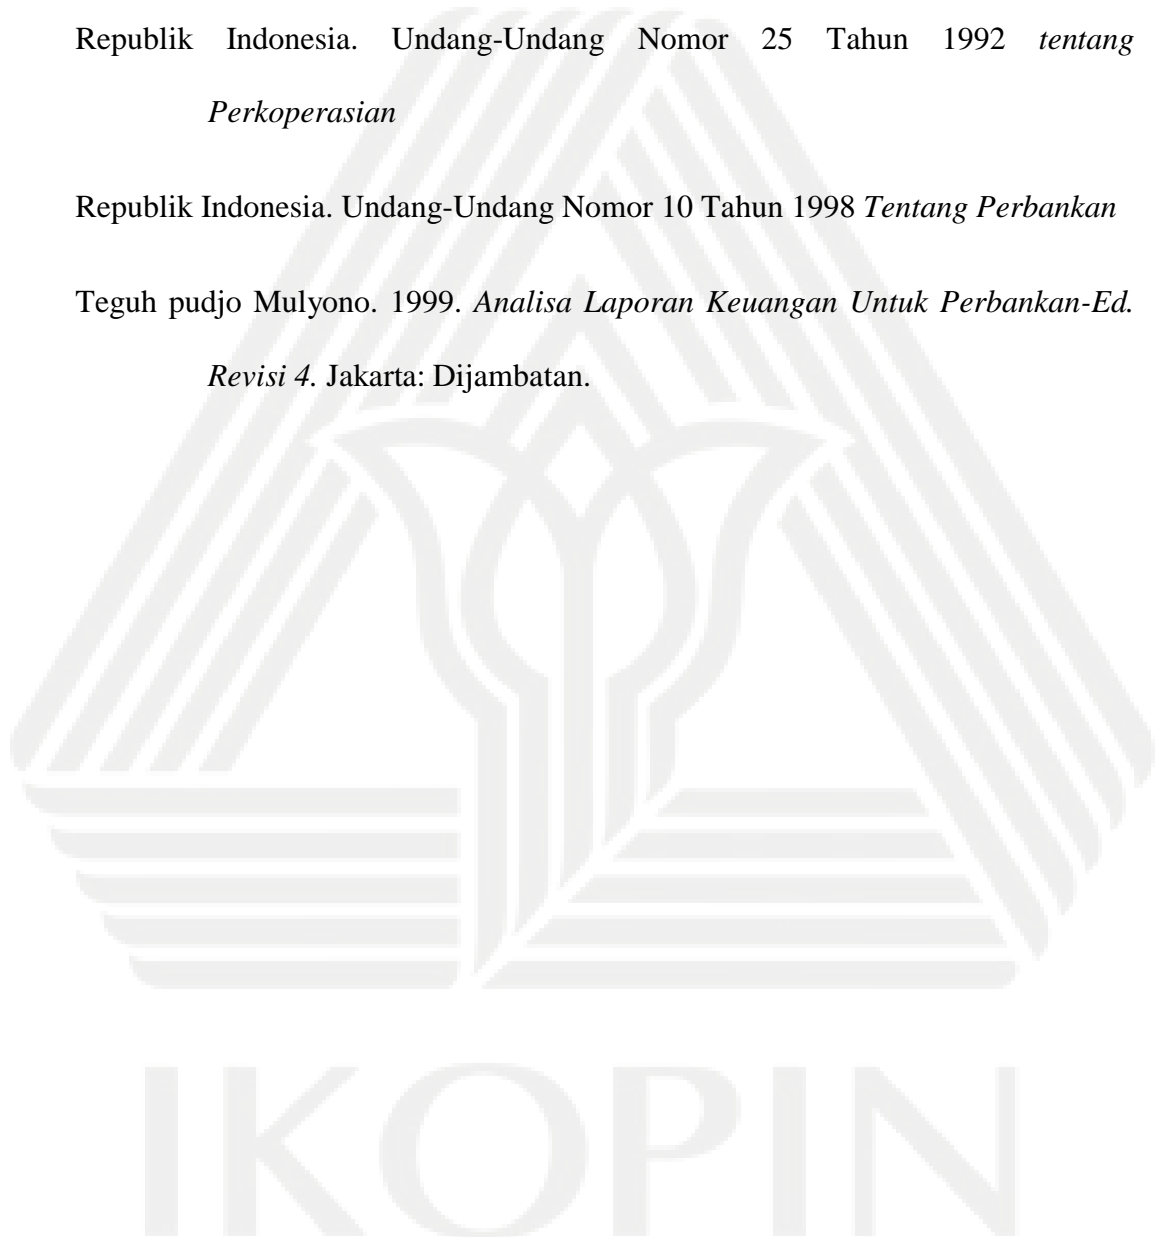 Republik Indonesia. Undang-Undang Nomor 25 Tahun 1992 tentang
Perkoperasian
Republik Indonesia. Undang-Undang Nomor 10 Tahun 1998 Tentang Perbankan
Teguh pudjo Mulyono. 1999. Analisa Laporan Keuangan Untuk Perbankan-Ed.
Revisi 4. Jakarta: Dijambatan.
IKOPIN